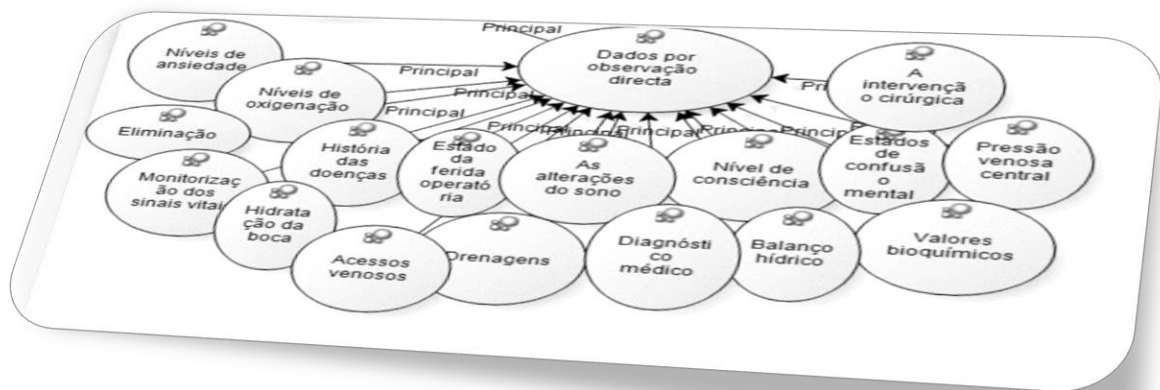 Principal
Níveis de
ansiedade
Dados por
observação
directa
A
intervençã
o cirúrgica
Principal
Níveis de
oxigenação
Principal
Principal
Eliminação
História
das
doenças
Principal
Estado
da
ferida
operató
ria
Principal
As
alterações
do sono
Principal
Nível de
consciência
Estados
de
confusã
o
mental
Pressão
venosa
central
Monitorizaç
ão dos
sinais vitai
Hidrata
ção da
boca
Acessos
venosos
Drenagens
Diagnósti
co
médico
Balanço
hídrico
Valores
bioquímicos